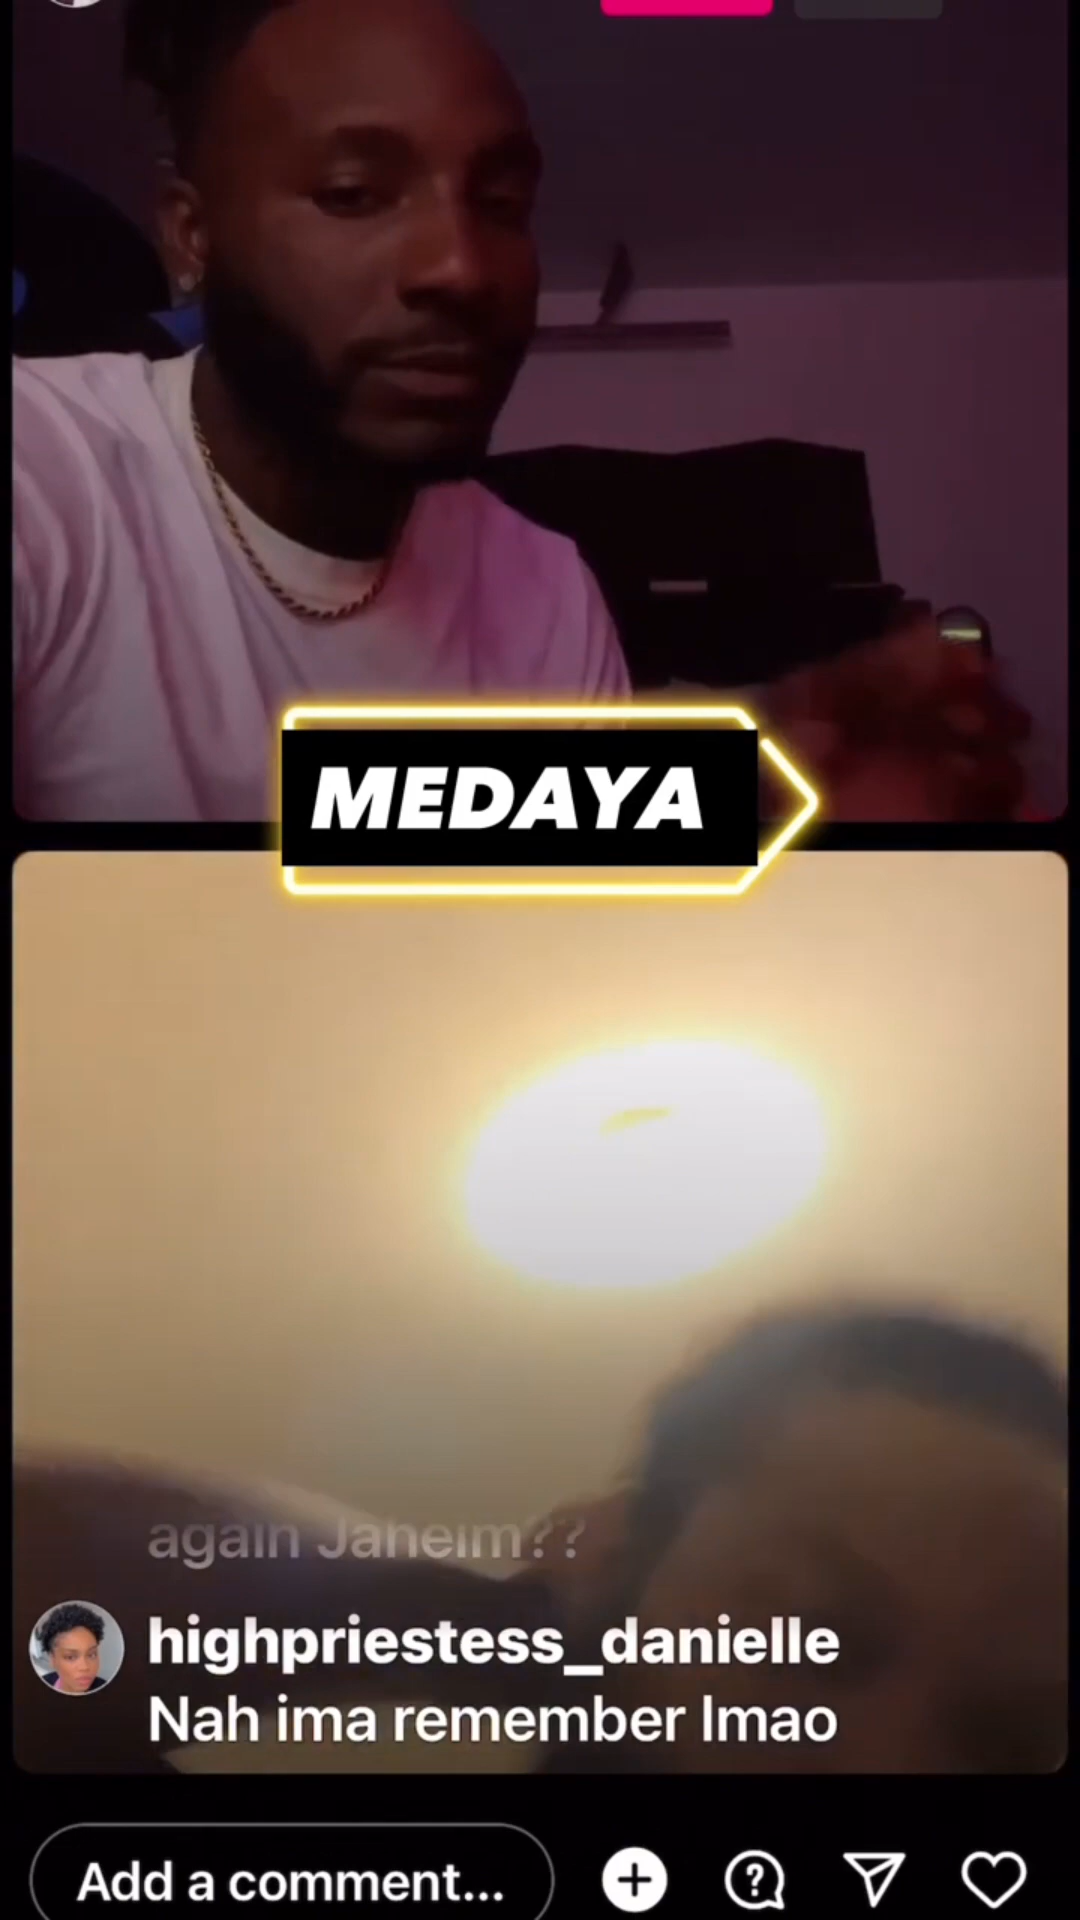 MEDAYA
again Jaheim??
highpriestess_danielle
Nah ima remember lmao
Add a comment...